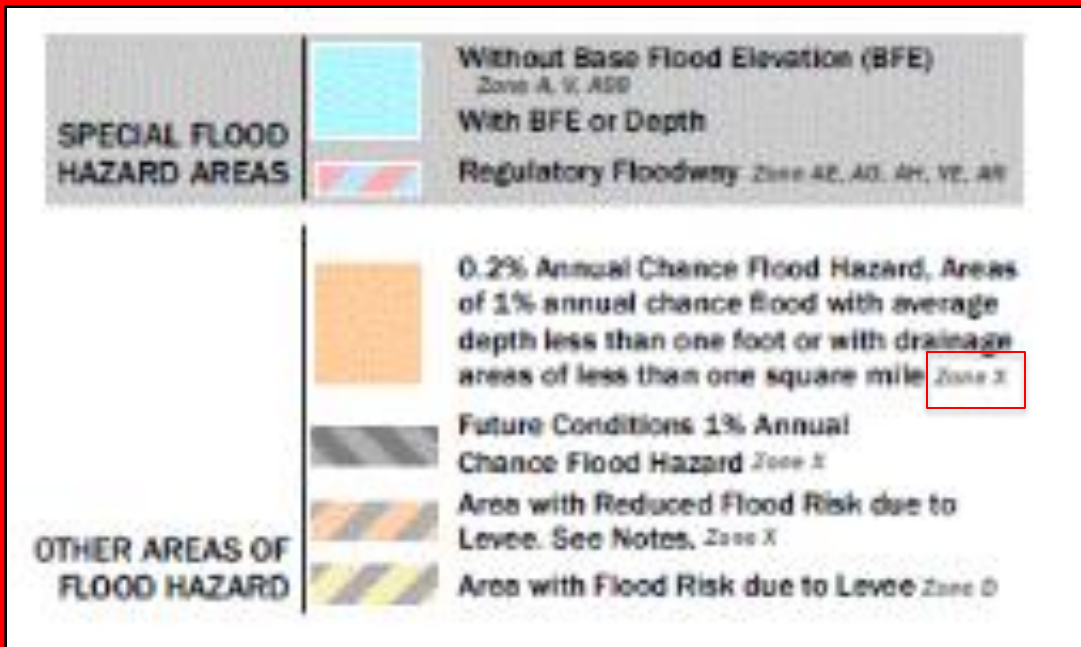 SPECIAL FLOOD
HAZARD AREAS
Without Base Flood Elevation (BFE)
Zone A, V, A99
With BFE or Depth
Regulatory Floodway Zone AE, AO, AH, VE, AR
OTHER AREAS OF
FLOOD HAZARD
0.2% Annual Chance Flood Hazard, Areas
of 1% annual chance flood with average
depth less than one foot or with drainage
areas of less than one square mile Zone X
Future Conditions 1% Annual
Chance Flood Hazard Zone X
Area with Reduced Flood Risk due to
Levee. See Notes. Zone X
Area with Flood Risk due to Levee Zone D